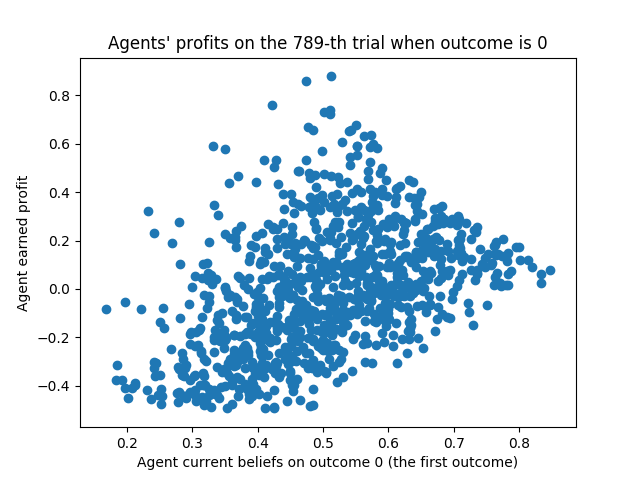 Agents' profits on the 789-th trial when outcome is 0
Agent earned profit
0.8
0.6
0.4
0.2
0.0
−0.2
−0.4
0.2 0.3 0.4 0.5 0.6 0.7 0.8
Agent current beliefs on outcome 0 (the first outcome)